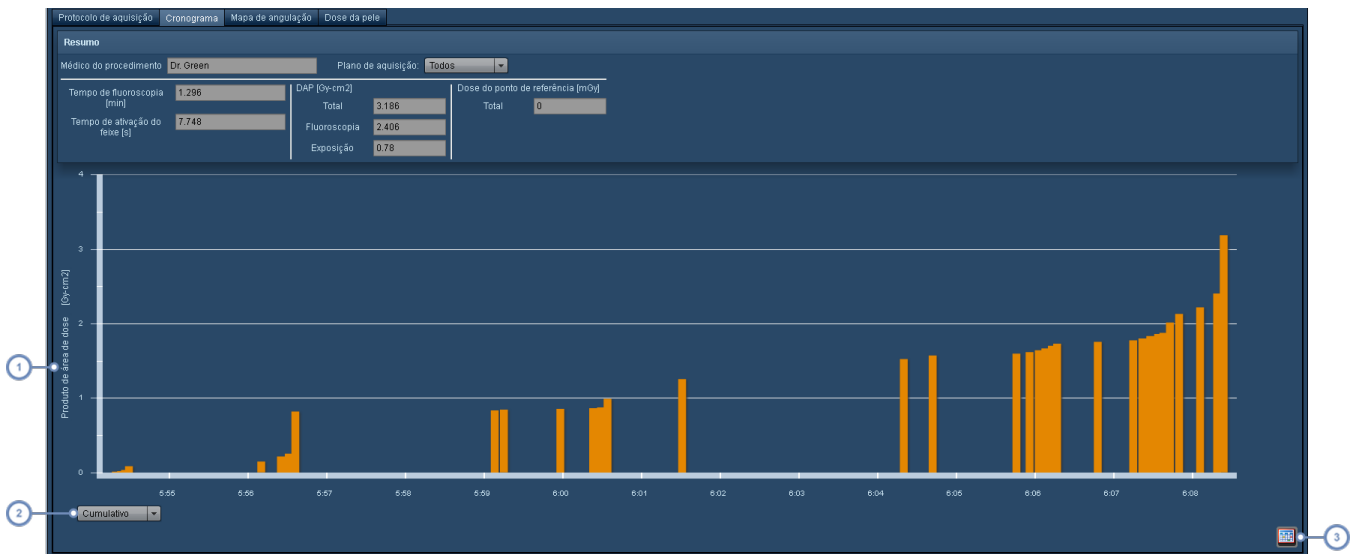 Protocolo de aquisição Cronograma Mapa de angulação Dose da pele
Resumo
Médico do procedimento Dr. Green Plano de aquisição: Todos
Tempo de fluoroscopia [min] 1.296
Tempo de ativação do feixe [s] 7.748
DAP [Gy-cm2]
Total 3.186
Fluoroscopia 2.406
Exposição 0.78
Dose do ponto de referência [mGy]
Total 0
Produto de área de dose [Gy-cm2]
4
3
2
1
0
5:55 5:56 5:57 5:58 5:59 6:00 6:01 6:02 6:03 6:04 6:05 6:06 6:07 6:08
Cumulativo
1
2
3